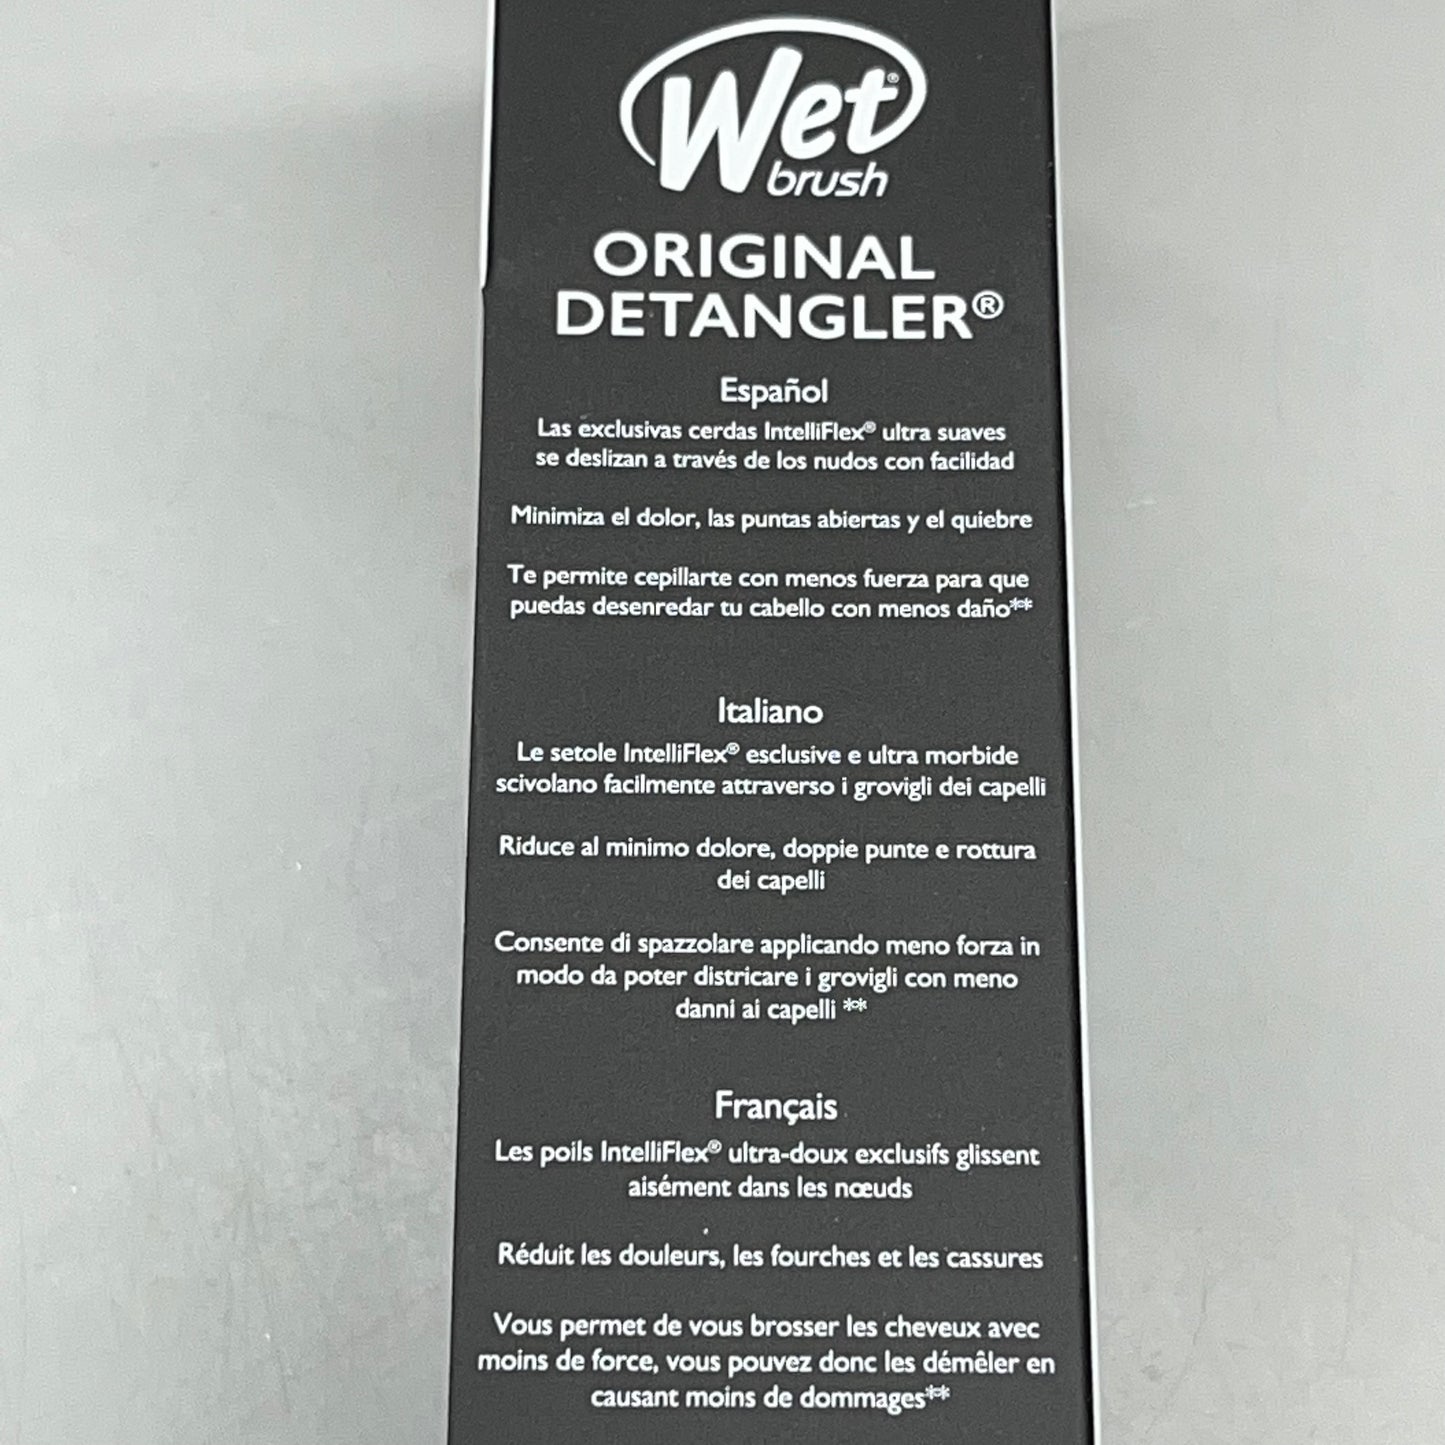 Wet®
brush
ORIGINAL
DETANGLER®
Español
Las exclusivas cerdas IntelliFlex® ultra suaves
se deslizan a través de los nudos con facilidad
Minimiza el dolor, las puntas abiertas y el quiebre
Te permite cepillarte con menos fuerza para que
puedas desenredar tu cabello con menos daño**
Italiano
Le setole IntelliFlex® esclusive e ultra morbide
scivolano facilmente attraverso i grovigli dei capelli
Riduce al minimo dolore, doppie punte e rottura
dei capelli
Consente di spazzolare applicando meno forza in
modo da poter districare i grovigli con meno
danni ai capelli **
Français
Les poils IntelliFlex® ultra-doux exclusifs glissent
aisément dans les nœuds
Réduit les douleurs, les fourches et les cassures
Vous permet de vous brosser les cheveux avec
moins de force, vous pouvez donc les démêler en
causant moins de dommages**